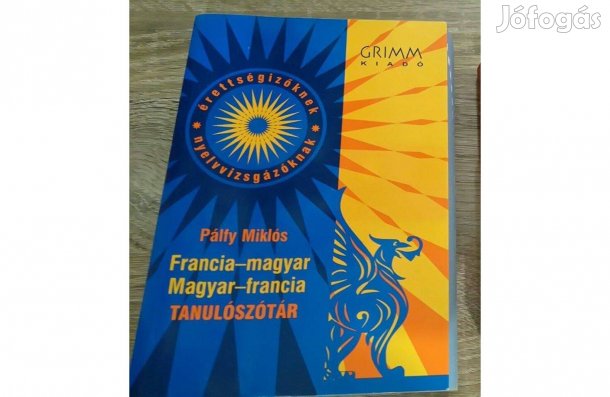 Jófogás
GRIMM
KIADÓ
érettségizőknek
nyelvvizsgázóknak
Pálfy Miklós
Francia–magyar
Magyar–francia
TANULÓSZÓTÁR